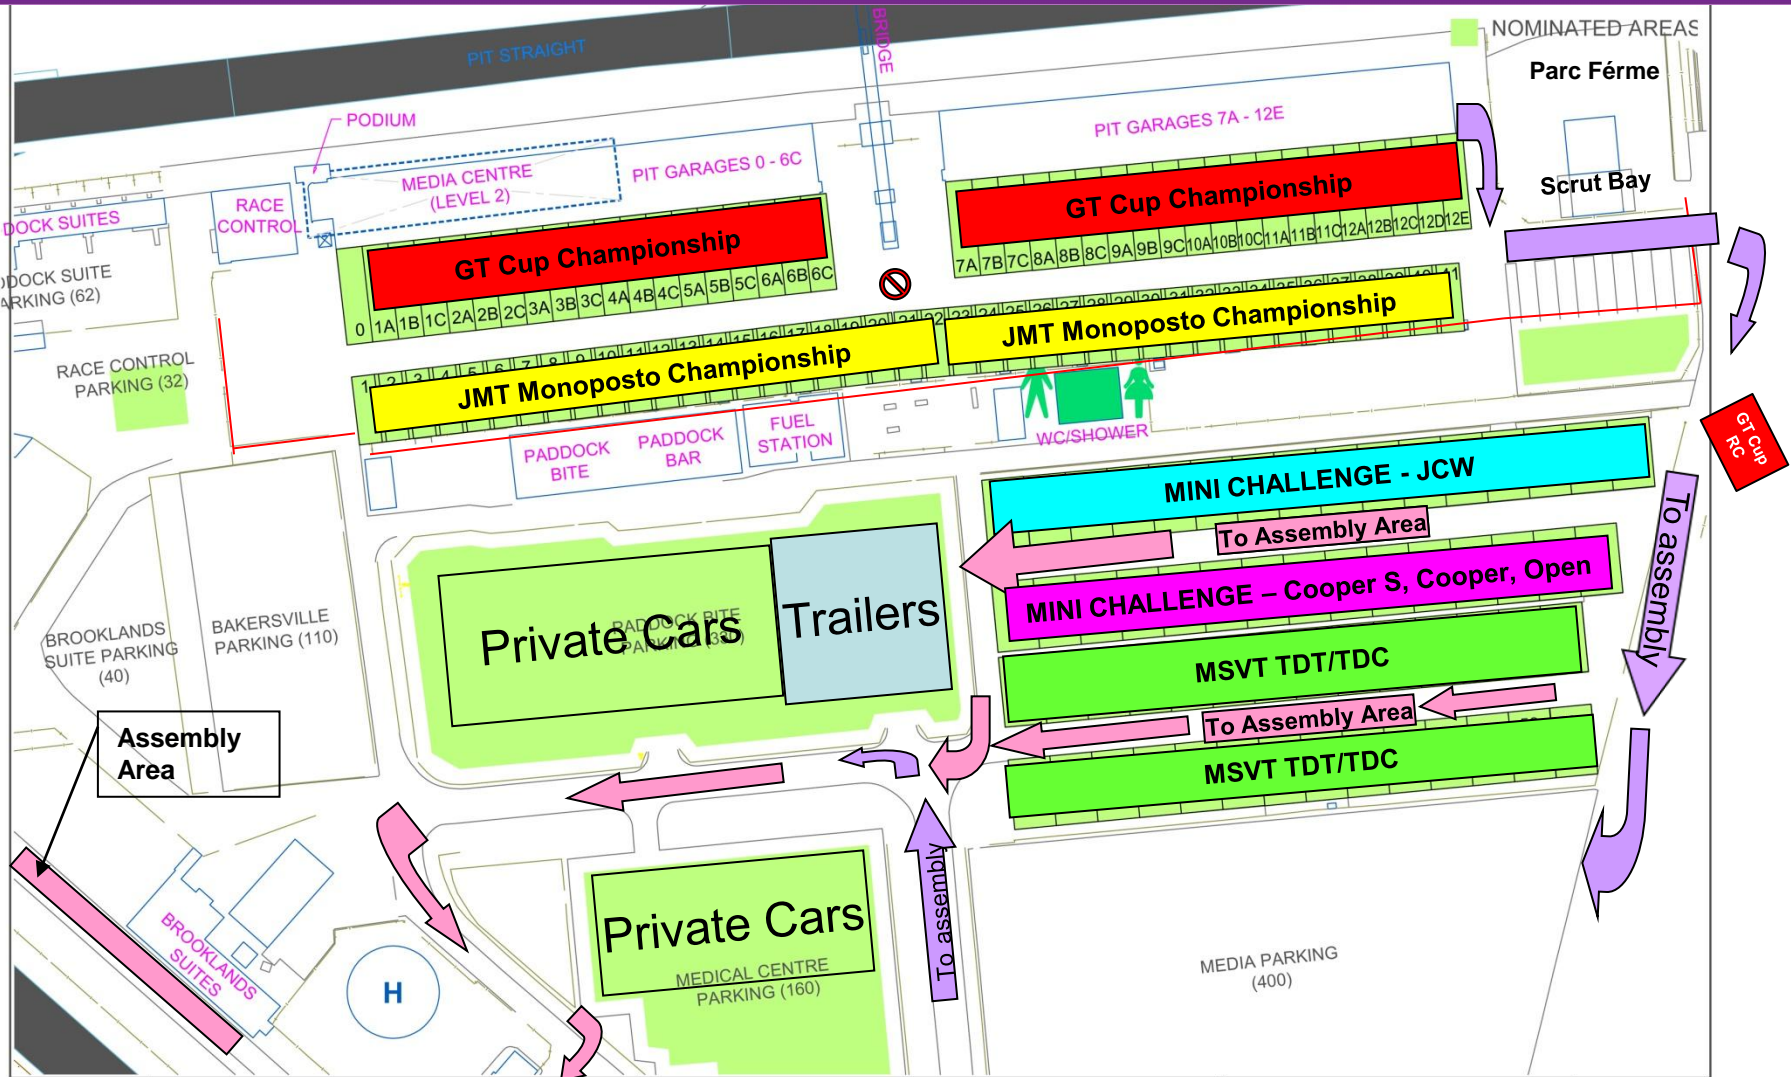 PIT STRAIGHT
BRIDGE
NOMINATED AREAS
Parc Férme
PODIUM
PIT GARAGES 7A - 12E
MEDIA CENTRE
(LEVEL 2)
PIT GARAGES 0 - 6C
RACE
CONTROL
DOCK SUITES
DDOCK SUITE
ARKING (62)
Scrut Bay
GT Cup Championship
GT Cup Championship
7A 7B 7C 8A 8B 8C 9A 9B 9C 10A 10B 10C 11A 11B 11C 12A 12B 12C 12D 12E
0 1A 1B 1C 2A 2B 2C 3A 3B 3C 4A 4B 4C 5A 5B 5C 6A 6B 6C
JMT Monoposto Championship
JMT Monoposto Championship
RACE CONTROL
PARKING (32)
PADDOCK
BITE
PADDOCK
BAR
FUEL
STATION
WC/SHOWER
GT Cup
RC
MINI CHALLENGE - JCW
To Assembly Area
MINI CHALLENGE – Cooper S, Cooper, Open
MSVT TDT/TDC
To Assembly Area
MSVT TDT/TDC
To assembly
Private Cars
Trailers
BROOKLANDS
SUITE PARKING
(40)
BAKERSVILLE
PARKING (110)
Assembly
Area
BROOKLANDS
SUITES
H
Private Cars
MEDICAL CENTRE
PARKING (160)
To assembly
MEDIA PARKING
(400)